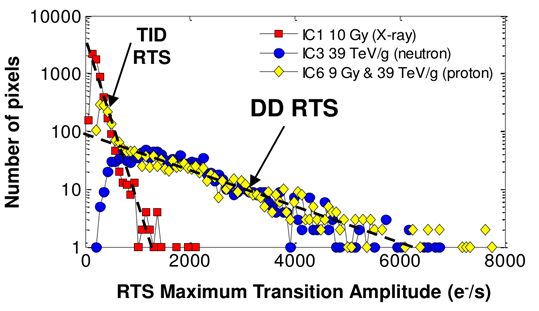 10000
1000
100
10
1
0
2000
4000
6000
8000
Number of pixels
RTS Maximum Transition Amplitude (e⁻/s)
TID
RTS
DD RTS
IC1 10 Gy (X-ray)
IC3 39 TeV/g (neutron)
IC6 9 Gy & 39 TeV/g (proton)